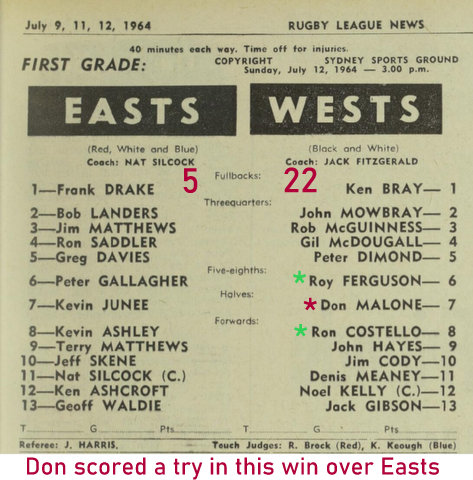 July 9, 11, 12, 1964 RUGBY LEAGUE NEWS
40 minutes each way. Time off for injuries.
FIRST GRADE: COPYRIGHT SYDNEY SPORTS GROUND
Sunday, July 12, 1964 — 3.00 p.m.
EASTS WESTS
(Red, White and Blue) (Black and White)
Coach: NAT SILCOCK Coach: JACK FITZGERALD
5 Fullbacks: 22
1—Frank DRAKE Ken BRAY— 1
Threequarters:
2—Bob LANDERS John MOWBRAY— 2
3—Jim MATTHEWS Rob McGUINNESS— 3
4—Ron SADDLER Gil McDOUGALL— 4
5—Greg DAVIES Peter DIMOND— 5
Five-eighths:
6—Peter GALLAGHER * Roy FERGUSON— 6
Halves:
7—Kevin JUNEE * Don MALONE— 7
Forwards:
8—Kevin ASHLEY * Ron COSTELLO— 8
9—Terry MATTHEWS John HAYES— 9
10—Jeff SKENE Jim CODY—10
11—Nat SILCOCK (C.) Denis MEANEY—11
12—Ken ASHCROFT Noel KELLY (C.)—12
13—Geoff WALDIE Jack GIBSON—13
T. G. Pts. T. G. Pts.
Referee: J. HARRIS. Touch Judges: R. Brock (Red), K. Keough (Blue)
Don scored a try in this win over Easts